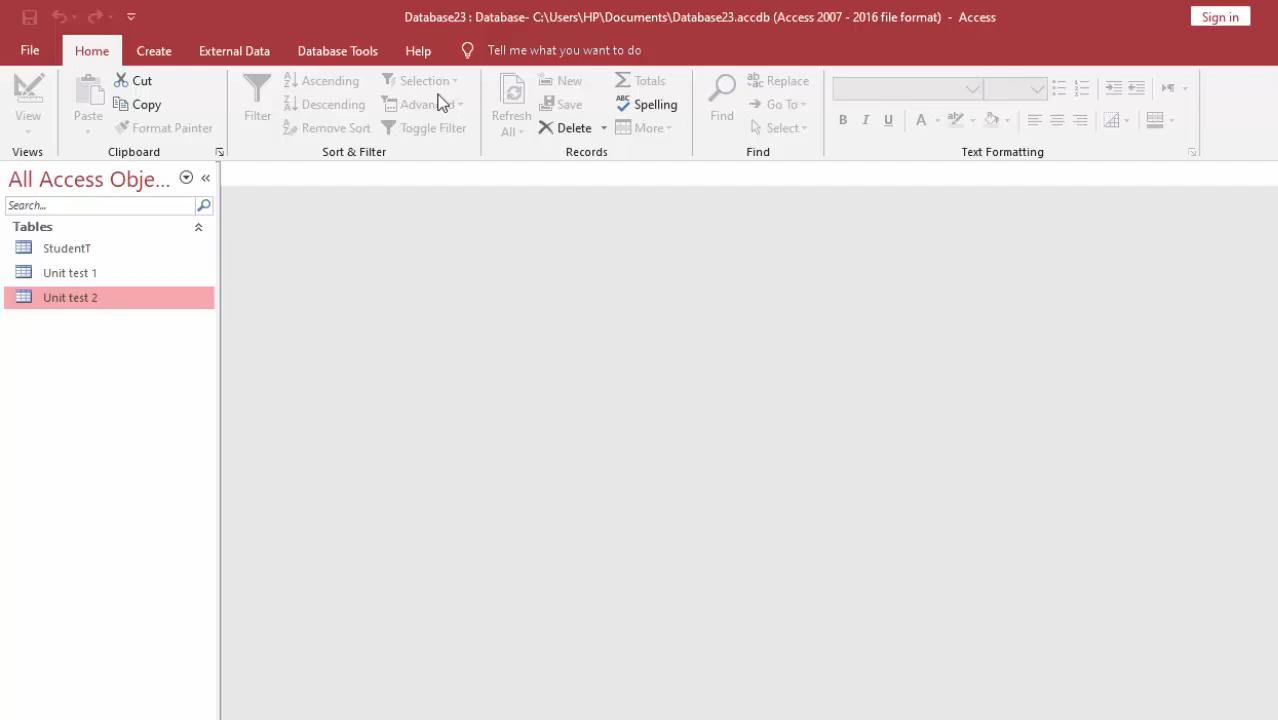 Database23 : Database- C:\Users\HP\Documents\Database23.accdb (Access 2007 - 2016 file format) - Access
Sign in
File Home Create External Data Database Tools Help Tell me what you want to do
View
Views
Paste
Cut
Copy
Format Painter
Clipboard
Filter
Ascending
Descending
Remove Sort
Selection
Advanced
Toggle Filter
Sort & Filter
Refresh
All
New
Save
Delete
Totals
Spelling
More
Records
Find
Replace
Go To
Select
Find
B I U A
Text Formatting
All Access Obje...
Search...
Tables
StudentT
Unit test 1
Unit test 2